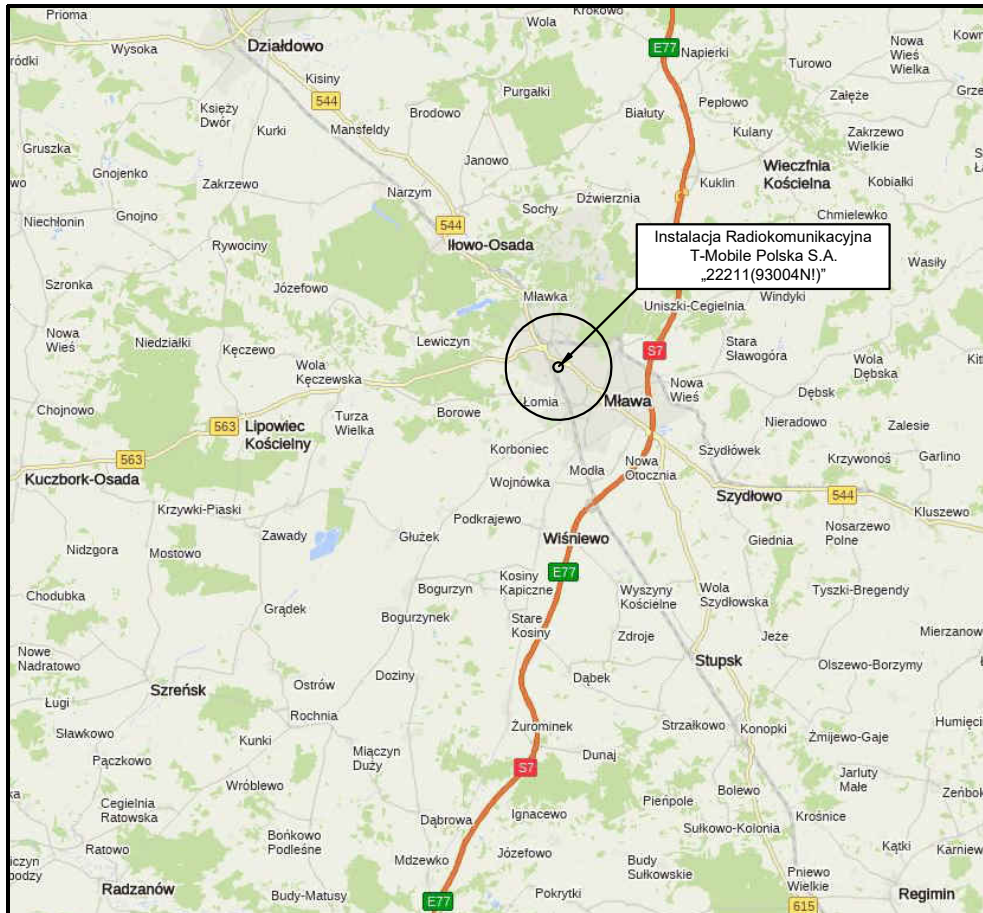 Prioma
Wola
Krokowo
E77
Napierki
Nowa
Wieś
Wielka
Wysoka
Działdowo
Turowo
Kisiny
544
Purgałki
Pepłowo
Załęże
Księży
Dwór
Kurki
Mansfeldy
Brodowo
Białuty
Kulany
Zakrzewo
Wielkie
Gruszka
Gnojenko
Janowo
Wieczfnia
Kościelna
Zakrzewo
Narzym
Dźwierznia
Kuklin
Kobiałki
Niechłonin
Gnojno
544
Sochy
Chmielewko
Rywociny
Iłowo-Osada
Instalacja Radiokomunikacyjna
T-Mobile Polska S.A.
„22211(93004N!)”
Wasiły
Szronka
Józefowo
Mławka
Uniszki-Cegielnia
Windyki
Nowa
Wieś
Niedziałki
Kęczewo
Lewiczyn
S7
Stara
Sławogóra
Wola
Kęczewska
Wola
Dębska
Nowa
Wieś
Dębsk
Chojnowo
Łomia
Mława
563
Lipowiec
Kościelny
Turza
Wielka
Borowe
Nieradowo
Zalesie
Korboniec
Szydłówek
563
Kuczbork-Osada
Modła
Nowa
Otocznia
Krzywonoś
Garlino
Wojnówka
Szydłowo
544
Krzywki-Piaski
Podkrajewo
Kluszewo
Zawady
Głużek
Wiśniewo
Giednia
Nosarzewo
Polne
Nidzgora
Mostowo
E77
Chodubka
Bogurzyn
Kosiny
Kapiczne
Wyszyny
Kościelne
Wola
Szydłowska
Tyszki-Bregendy
Grądek
Bogurzynek
Stare
Kosiny
Zdroje
Jeże
Nowe
Nadratowo
Stupsk
Olszewo-Borzymy
Szreńsk
Ostrów
Doziny
Dąbek
Ługi
Rochnia
Żurominek
Strzałkowo
Konopki
Sławkowo
Kunki
Żmijewo-Gaje
Pączkowo
Miączyn
Duży
Dunaj
S7
Jarluty
Małe
Wróblewo
Bolewo
Cegielnia
Ratowska
Pieńpole
Ignacewo
Krośnice
Dąbrowa
Bońkowo
Podleśne
Sułkowo-Kolonia
Ratowo
Józefowo
Kątki
Mdzewko
Budy
Sułkowskie
Pniewo
Wielkie
Radzanów
Budy-Matusy
E77
Pokrytki
615
Regimin